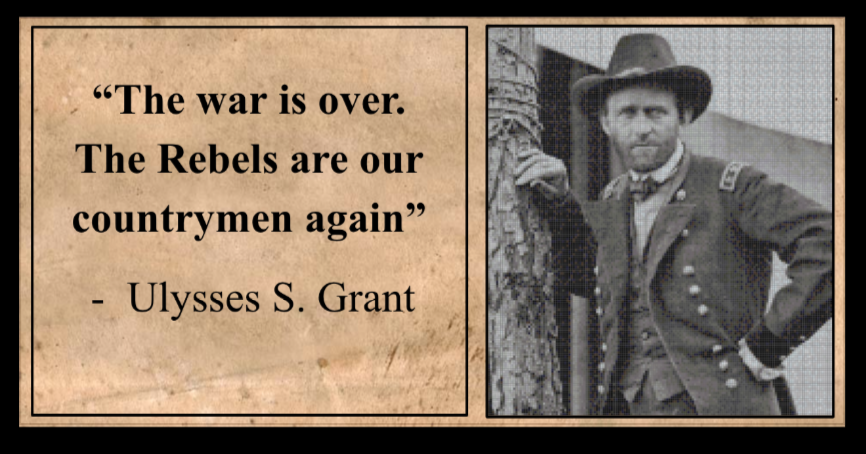 “The war is over.
The Rebels are our
countrymen again”
- Ulysses S. Grant